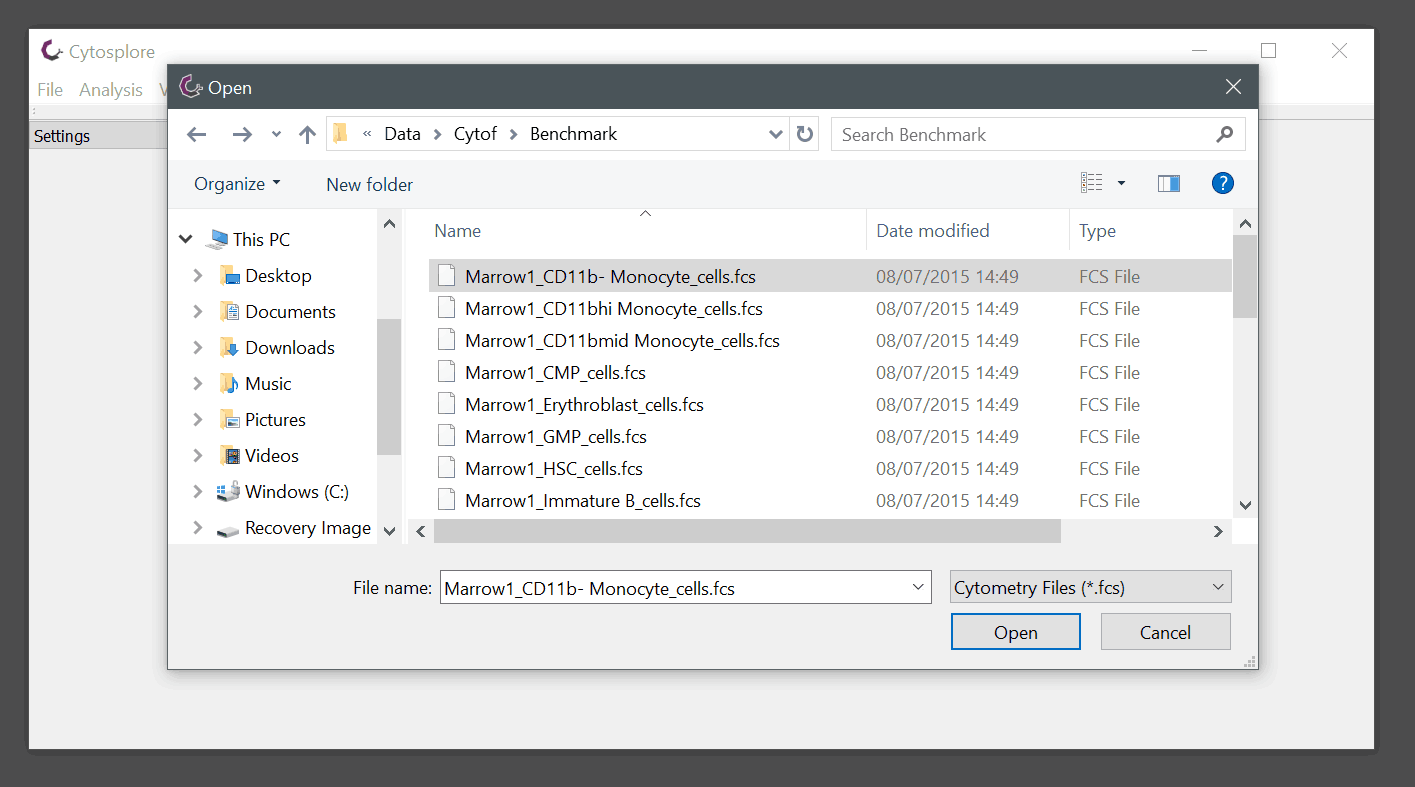 Cytosplore
File Analysis
Open
Settings
« Data > Cytof > Benchmark
Search Benchmark
Organize
New folder
?
Name Date modified Type
This PC
Desktop
Documents
Downloads
Music
Pictures
Videos
Windows (C:)
Recovery Image
Marrow1_CD11b- Monocyte_cells.fcs 08/07/2015 14:49 FCS File
Marrow1_CD11bhi Monocyte_cells.fcs 08/07/2015 14:49 FCS File
Marrow1_CD11bmid Monocyte_cells.fcs 08/07/2015 14:49 FCS File
Marrow1_CMP_cells.fcs 08/07/2015 14:49 FCS File
Marrow1_Erythroblast_cells.fcs 08/07/2015 14:49 FCS File
Marrow1_GMP_cells.fcs 08/07/2015 14:49 FCS File
Marrow1_HSC_cells.fcs 08/07/2015 14:49 FCS File
Marrow1_Immature B_cells.fcs 08/07/2015 14:49 FCS File
File name: Marrow1_CD11b- Monocyte_cells.fcs Cytometry Files (*.fcs)
Open Cancel